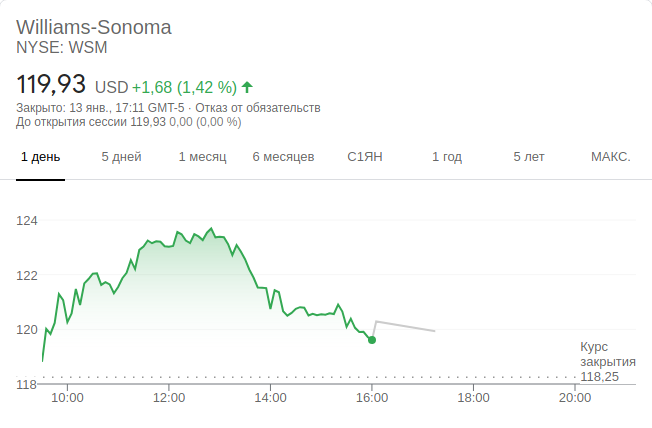 Williams-Sonoma
NYSE: WSM
119,93 USD +1,68 (1,42 %)
Закрыто: 13 янв., 17:11 GMT-5 · Отказ от обязательств
До открытия сессии 119,93 0,00 (0,00 %)
1 день 5 дней 1 месяц 6 месяцев С1ЯН 1 год 5 лет МАКС.
124
122
120
Курс
закрытия
118,25
118
10:00 12:00 14:00 16:00 18:00 20:00